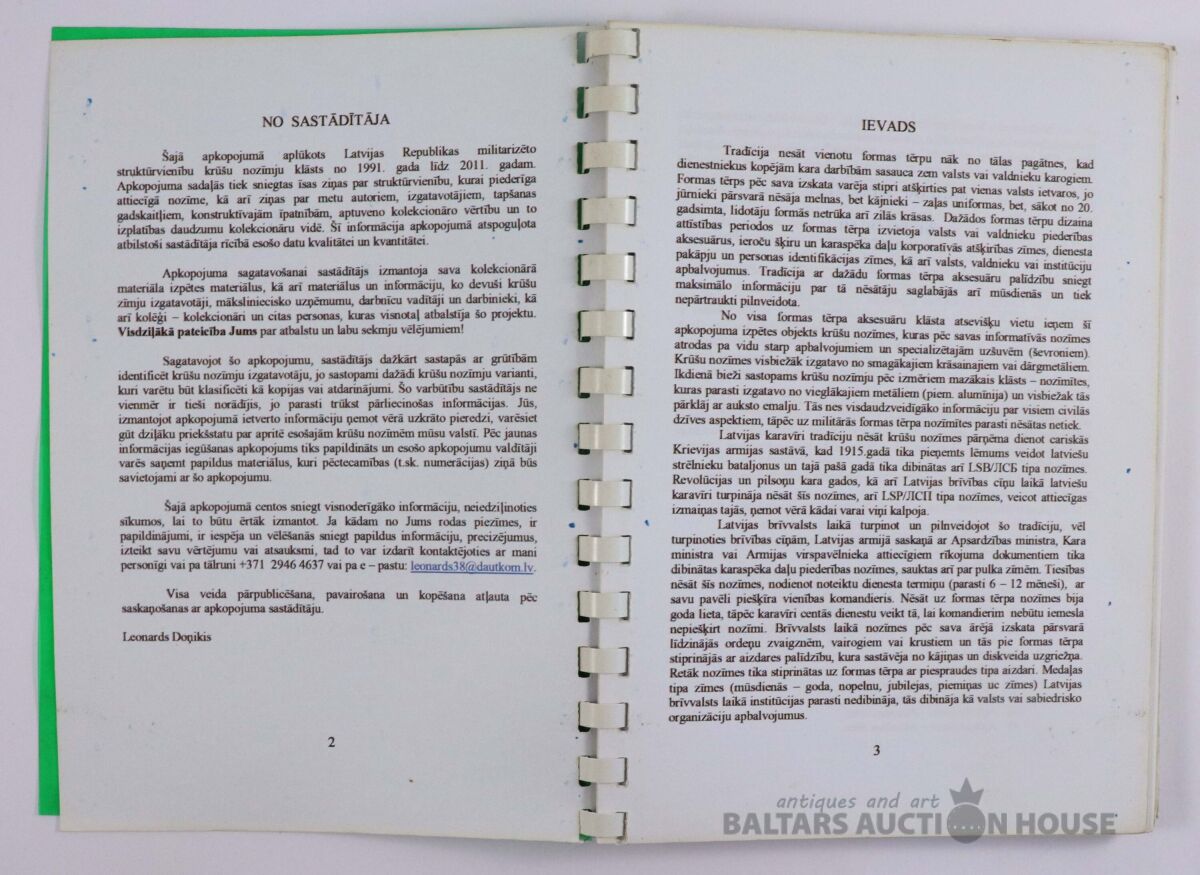 NO SASTĀDĪTĀJA
Šajā apkopojumā aplūkots Latvijas Republikas militarizēto
struktūrvienību krūšu nozīmju klāsts no 1991. gada līdz 2011. gadam.
Apkopojuma sadaļās tiek sniegtas īsas ziņas par struktūrvienību, kurai piederīga
attiecīgā nozīme, kā arī ziņas par metu autoriem, izgatavotājiem, tapšanas
gadskaitļiem, konstruktīvajām īpatnībām, aptuveno kolekcionāro vērtību un to
izplatības daudzumu kolekcionāru vidē. Šī informācija apkopojumā atspoguļota
atbilstoši sastādītāja rīcībā esošo datu kvalitātei un kvantitātei.
Apkopojuma sagatavošanai sastādītājs izmantoja sava kolekcionārā
materiāla izpētes materiālus, kā arī materiālus un informāciju, ko devuši krūšu
zīmju izgatavotāji, māksliniecisko uzņēmumu, darbnīcu vadītāji un darbinieki, kā
arī kolēģi – kolekcionāri un citas personas, kuras visnotaļ atbalstīja šo projektu.
Visdziļākā pateicība Jums par atbalstu un labu sekmju vēlējumiem!
Sagatavojot šo apkopojumu, sastādītājs dažkārt sastapās ar grūtībām
identificēt krūšu nozīmju izgatavotāju, jo sastopami dažādi krūšu nozīmju varianti,
kuri varētu būt klasificēti kā kopijas vai atdarinājumi. Šo varbūtību sastādītājs ne
vienmēr ir tieši norādījis, jo parasti trūkst pārliecinošas informācijas. Jūs,
izmantojot apkopojumā ietverto informāciju ņemot vērā uzkrāto pieredzi, varēsiet
gūt dziļāku priekšstatu par apritē esošajām krūšu nozīmēm mūsu valstī. Pēc jaunas
informācijas iegūšanas apkopojums tiks papildināts un esošo apkopojumu valdītāji
varēs saņemt papildus materiālus, kuri pēctecamības (t.sk. numerācijas) ziņā būs
savietojami ar šo apkopojumu.
Šajā apkopojumā centos sniegt visnoderīgāko informāciju, neiedziļinoties
sīkumos, lai to būtu ērtāk izmantot. Ja kādam no Jums rodas piezīmes, ir
papildinājumi, ir iespēja un vēlēšanās sniegt papildus informāciju, precizējumus,
izteikt savu vērtējumu vai atsauksmi, tad to var izdarīt kontaktējoties ar mani
personīgi vai pa tālruni +371 2946 4637 vai pa e – pastu: leonards38@dautkom.lv.
Visa veida pārpublicēšana, pavairošana un kopēšana atļauta pēc
saskaņošanas ar apkopojuma sastādītāju.
Leonards Doņikis
2
IEVADS
Tradīcija nesāt vienotu formas tērpu nāk no tālas pagātnes, kad
dienestniekus kopējām kara darbībām sasauca zem valsts vai valdnieku karogiem.
Formas tērps pēc sava izskata varēja stipri atšķirties pat vienas valsts ietvaros, jo
jūrnieki pārsvarā nēsāja melnas, bet kājnieki – zaļas uniformas, bet, sākot no 20.
gadsimta, lidotāju formās netrūka arī zilās krāsas. Dažādos formas tērpu dizaina
attīstības periodos uz formas tērpa izvietoja valsts vai valdnieku piederības
aksesuārus, ieroču šķiru un karaspēka daļu korporatīvās atšķirības zīmes, dienesta
pakāpju un personas identifikācijas zīmes, kā arī valsts, valdnieku vai institūciju
apbalvojumus. Tradīcija ar dažādu formas tērpa aksesuāru palīdzību sniegt
maksimālo informāciju par tā nēsātāju saglabājās arī mūsdienās un tiek
nepārtraukti pilnveidota.
No visa formas tērpa aksesuāru klāsta atsevišķu vietu ieņem šī
apkopojuma izpētes objekts krūšu nozīmes, kuras pēc savas informatīvās nozīmes
atrodas pa vidu starp apbalvojumiem un specializētajām uzšuvēm (ševroniem).
Krūšu nozīmes visbiežāk izgatavo no smagākajiem krāsainajiem vai dārgmetāliem.
Ikdienā bieži sastopams krūšu nozīmju pēc izmēriem mazākais klāsts – nozīmītes,
kuras parasti izgatavo no vieglākajiem metāliem (piem. alumīnija) un visbiežak tās
pārklāj ar auksto emalju. Tās nes visdaudzveidīgāko informāciju par visiem civilās
dzīves aspektiem, tāpēc uz militārās formas tērpa nozīmītes parasti nēsātas netiek.
Latvijas karavīri tradīciju nēsāt krūšu nozīmes pārņēma dienot cariskās
Krievijas armijas sastāvā, kad 1915.gadā tika pieņemts lēmums veidot latviešu
strēlnieku bataljonus un tajā pašā gadā tika dibinātas arī LSB/ЛСБ tipa nozīmes.
Revolūcijas un pilsoņu kara gados, kā arī Latvijas brīvības cīņu laikā latviešu
karavīri turpināja nēsāt šīs nozīmes, arī LSP/ЛСП tipa nozīmes, veicot attiecīgas
izmaiņas tajās, ņemot vērā kādai varai viņi kalpoja.
Latvijas brīvvalsts laikā turpinot un pilnveidojot šo tradīciju, vēl
turpinoties brīvības cīņām, Latvijas armijā saskaņā ar Apsardzības ministra, Kara
ministra vai Armijas virspavēlnieka attiecīgiem rīkojuma dokumentiem tika
dibinātas karaspēka daļu piederības nozīmes, sauktas arī par pulka zīmēm. Tiesības
nēsāt šīs nozīmes, nodienot noteiktu dienesta termiņu (parasti 6 – 12 mēneši), ar
savu pavēli piešķīra vienības komandieris. Nēsāt uz formas tērpa nozīmes bija
goda lieta, tāpēc karavīri centās dienestu veikt tā, lai komandierim nebūtu iemesla
nepiešķirt nozīmi. Brīvvalsts laikā nozīmes pēc sava ārējā izskata pārsvarā
līdzinājās ordeņu zvaigznēm, vairogiem vai krustiem un tās pie formas tērpa
stiprinājās ar aizdares palīdzību, kura sastāvēja no kājiņas un diskveida uzgriežņa.
Retāk nozīmes tika stiprinātas uz formas tērpa ar piespraudes tipa aizdari. Medaļas
tipa zīmes (mūsdienās – goda, nopelnu, jubilejas, piemiņas uc zīmes) Latvijas
brīvvalsts laikā institūcijas parasti nedibināja, tās dibināja kā valsts vai sabiedrisko
organizāciju apbalvojumus.
3
antiques and art
BALTARS AUCTION HOUSE